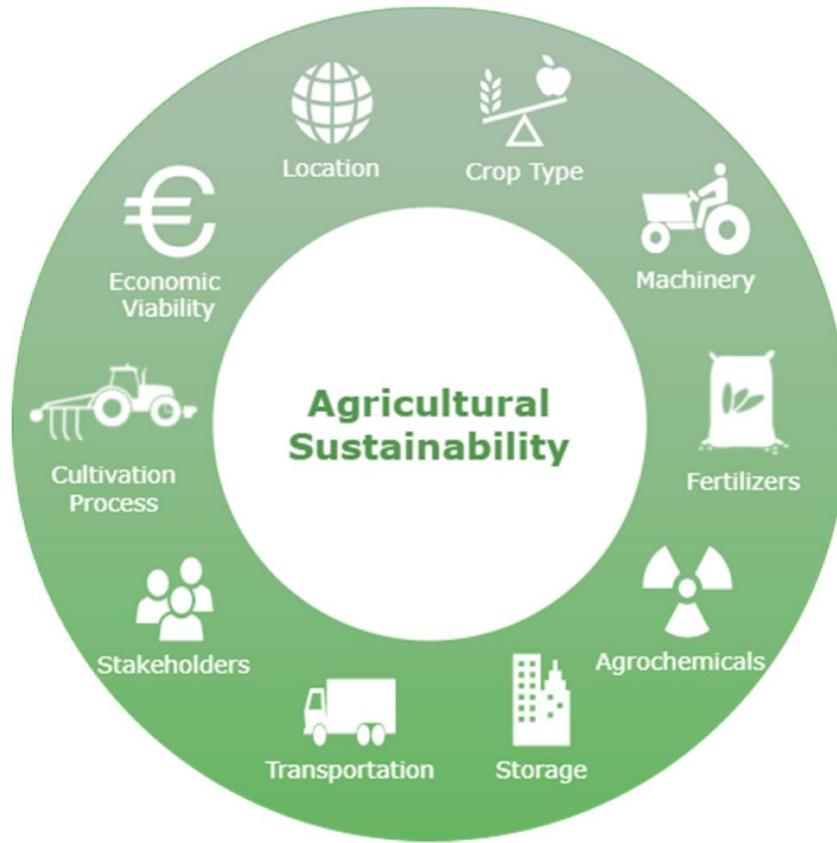 Location
Crop Type
Machinery
Fertilizers
Agrochemicals
Storage
Transportation
Stakeholders
Cultivation
Process
Economic
Viability
Agricultural
Sustainability